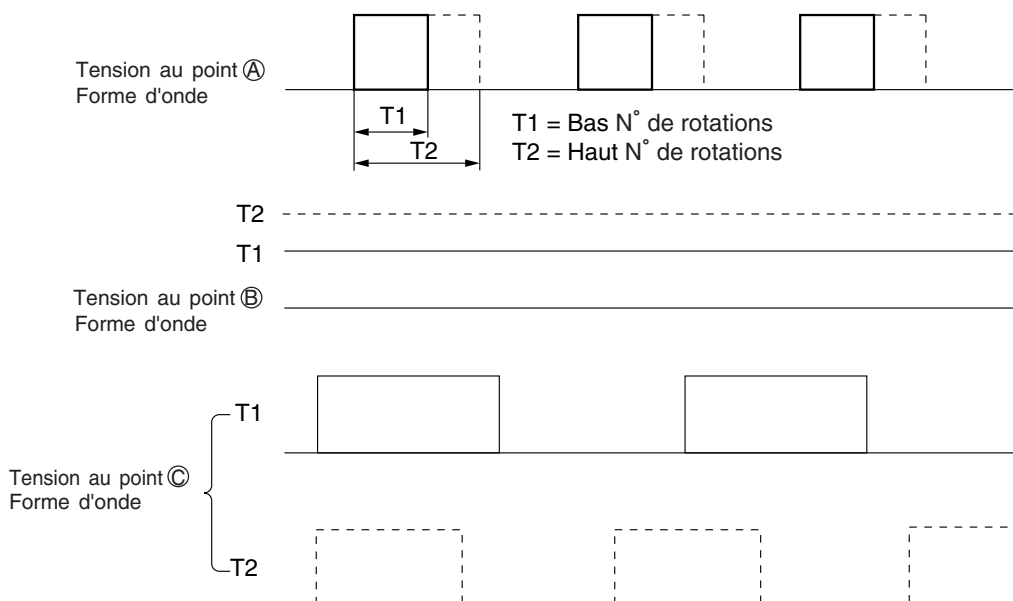 Tension au point Ⓐ
Forme d'onde
T1
T2
T1 = Bas N° de rotations
T2 = Haut N° de rotations
T2
T1
Tension au point Ⓑ
Forme d'onde
T1
Tension au point Ⓒ
Forme d'onde
T2